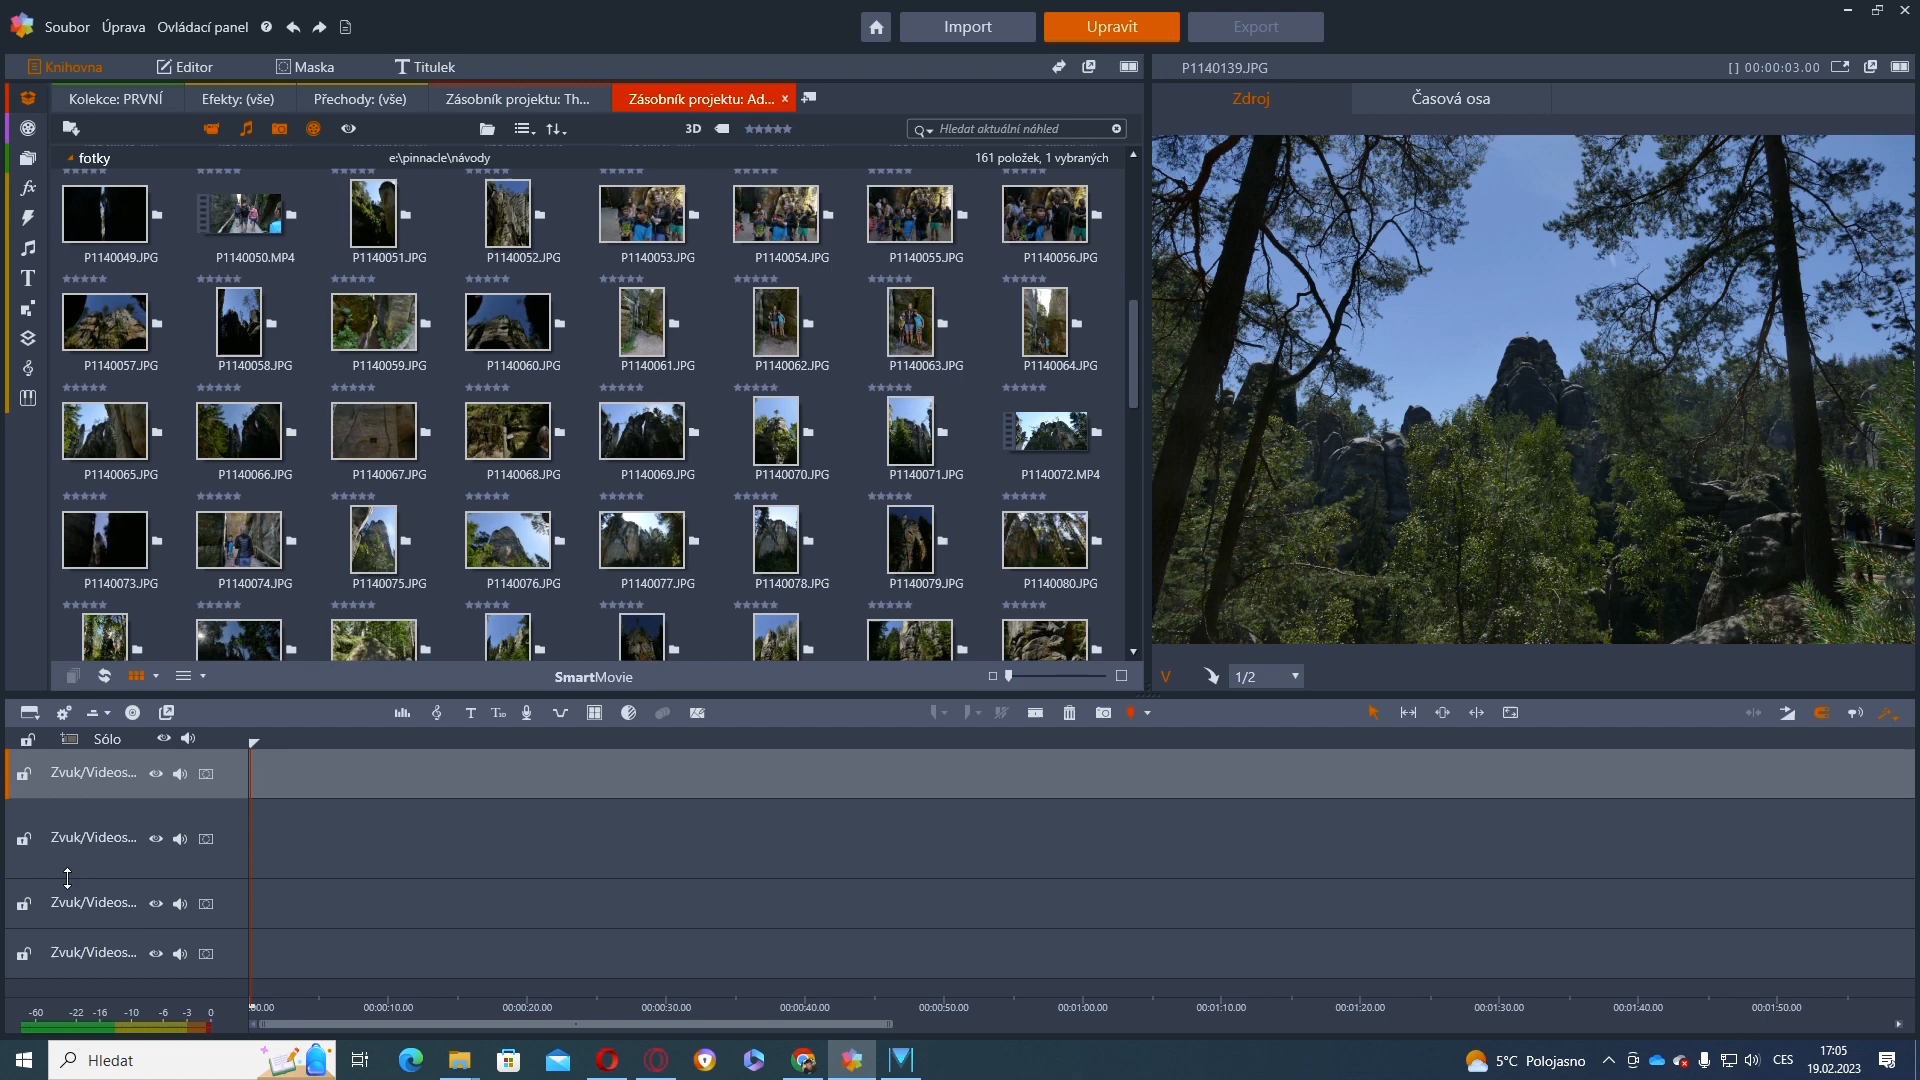 Soubor Úprava Ovládací panel
Import Upravit Export
Knihovna Editor Maska Titulek
P1140139.JPG [ ] 00:00:03.00
Kolekce: PRVNÍ Efekty: (vše) Přechody: (vše) Zásobník projektu: Th... Zásobník projektu: Ad... x
Zdroj Časová osa
3D Hledat aktuální náhled
fotky e:\pinnacle\návody 161 položek, 1 vybraných
P1140049.JPG P1140050.MP4 P1140051.JPG P1140052.JPG P1140053.JPG P1140054.JPG P1140055.JPG P1140056.JPG
P1140057.JPG P1140058.JPG P1140059.JPG P1140060.JPG P1140061.JPG P1140062.JPG P1140063.JPG P1140064.JPG
P1140065.JPG P1140066.JPG P1140067.JPG P1140068.JPG P1140069.JPG P1140070.JPG P1140071.JPG P1140072.MP4
P1140073.JPG P1140074.JPG P1140075.JPG P1140076.JPG P1140077.JPG P1140078.JPG P1140079.JPG P1140080.JPG
SmartMovie
V 1/2
Sólo
Zvuk/Videos...
Zvuk/Videos...
Zvuk/Videos...
Zvuk/Videos...
-60 -22 -16 -10 -6 -3 0
:00.00 00:00:10.00 00:00:20.00 00:00:30.00 00:00:40.00 00:00:50.00 00:01:00.00 00:01:10.00 00:01:20.00 00:01:30.00 00:01:40.00 00:01:50.00
Hledat
5°C Polojasno CES
17:05
19.02.2023